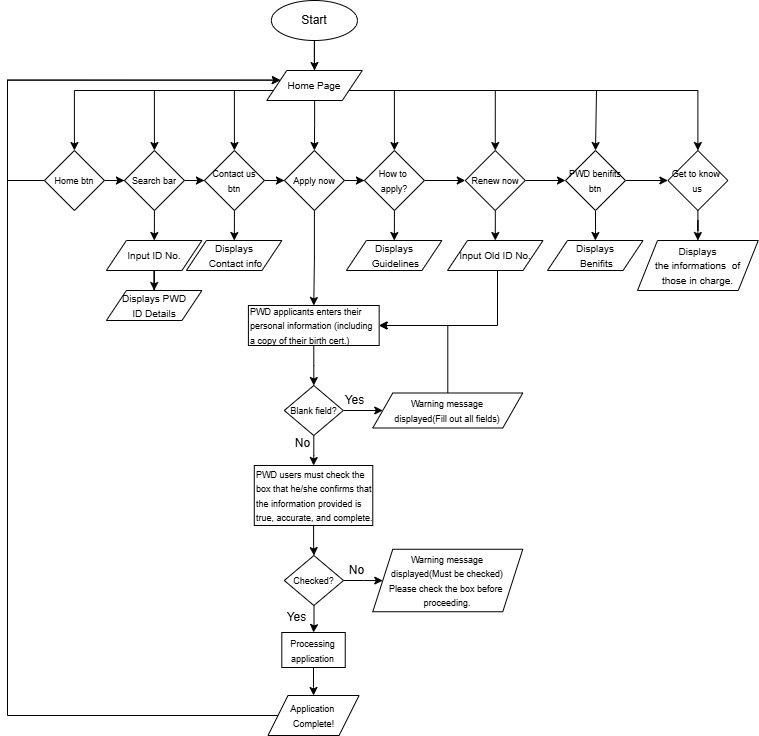 Start
Home Page
Home btn
Search bar
Contact us
btn
Apply now
How to
apply?
Renew now
PWD benifits
btn
Get to know
us
Input ID No.
Displays
Contact info
Displays
Guidelines
Input Old ID No.
Displays
Benifits
Displays
the informations of
those in charge.
Displays PWD
ID Details
PWD applicants enters their
personal information (including
a copy of their birth cert.)
Blank field?
Yes
Warning message
displayed(Fill out all fields)
No
PWD users must check the
box that he/she confirms that
the information provided is
true, accurate, and complete.
Checked?
No
Warning message
displayed(Must be checked)
Please check the box before
proceeding.
Yes
Processing
application
Application
Complete!